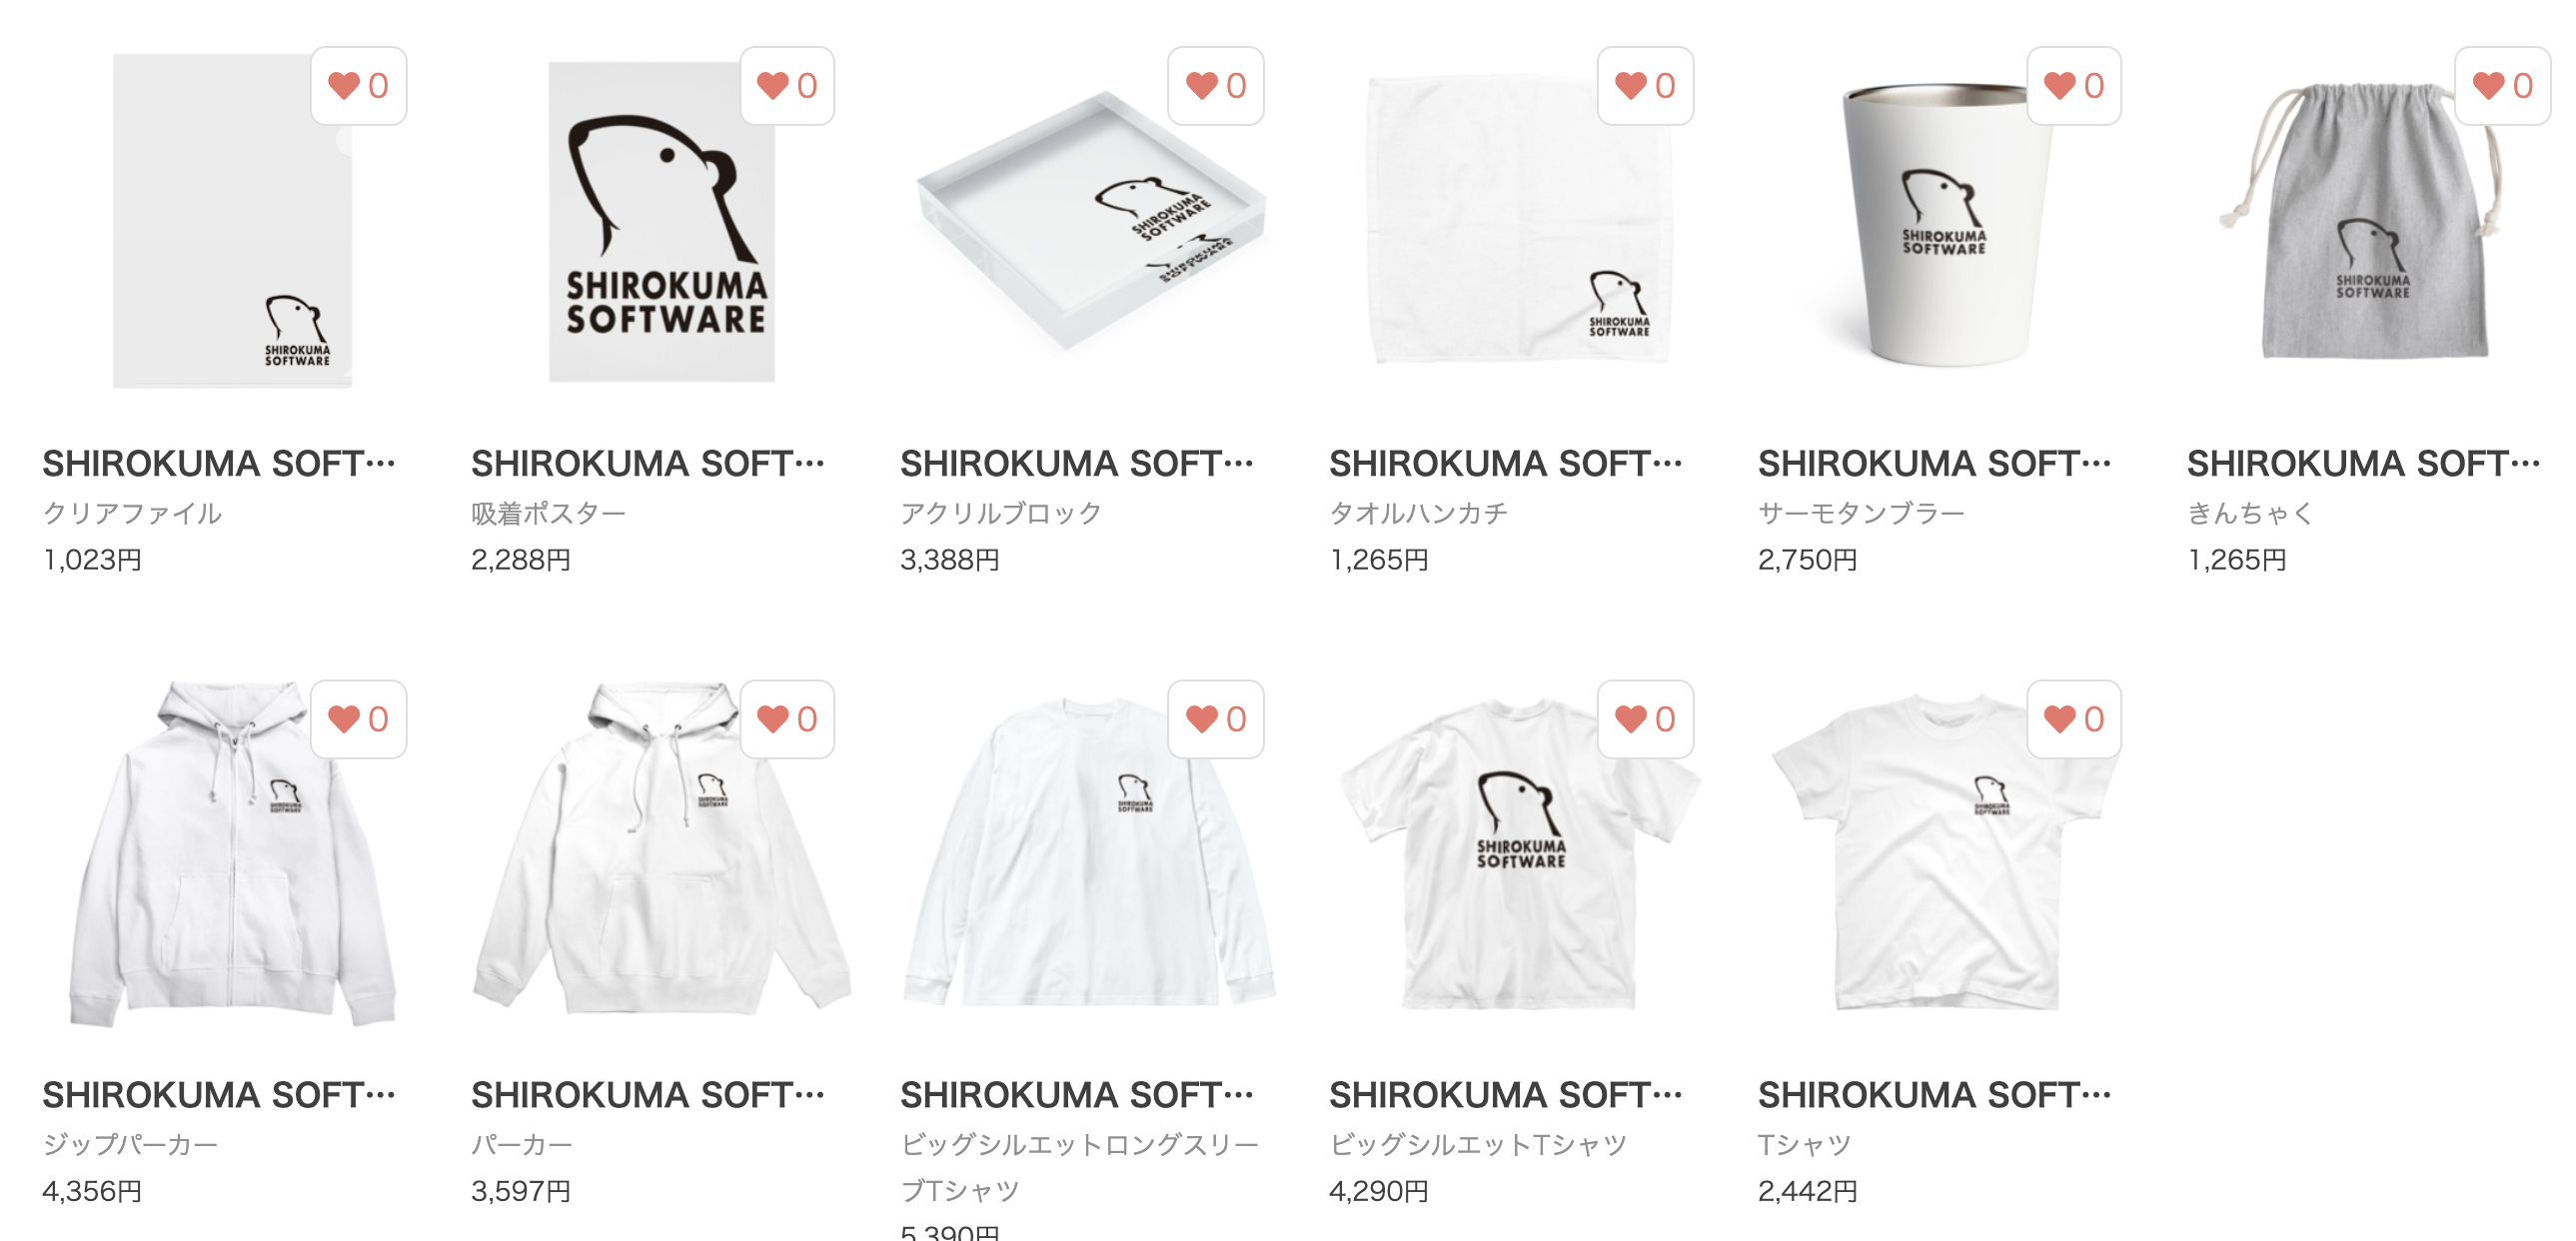 ♥0
♥0
♥0
♥0
♥0
♥0
SHIROKUMA
SOFTWARE
SHIROKUMA
SOFTWARE
SHIROKUMA
SOFTWARE
SHIROKUMA
SOFTWARE
SHIROKUMA
SOFTWARE
SHIROKUMA
SOFTWARE
SHIROKUMA SOFT…
クリアファイル
1,023円
SHIROKUMA SOFT…
吸着ポスター
2,288円
SHIROKUMA SOFT…
アクリルブロック
3,388円
SHIROKUMA SOFT…
タオルハンカチ
1,265円
SHIROKUMA SOFT…
サーモタンブラー
2,750円
SHIROKUMA SOFT…
きんちゃく
1,265円
♥0
♥0
♥0
♥0
♥0
SHIROKUMA
SOFTWARE
SHIROKUMA
SOFTWARE
SHIROKUMA
SOFTWARE
SHIROKUMA
SOFTWARE
SHIROKUMA
SOFTWARE
SHIROKUMA SOFT…
ジップパーカー
4,356円
SHIROKUMA SOFT…
パーカー
3,597円
SHIROKUMA SOFT…
ビッグシルエットロングスリー
ブTシャツ
5,390円
SHIROKUMA SOFT…
ビッグシルエットTシャツ
4,290円
SHIROKUMA SOFT…
Tシャツ
2,442円